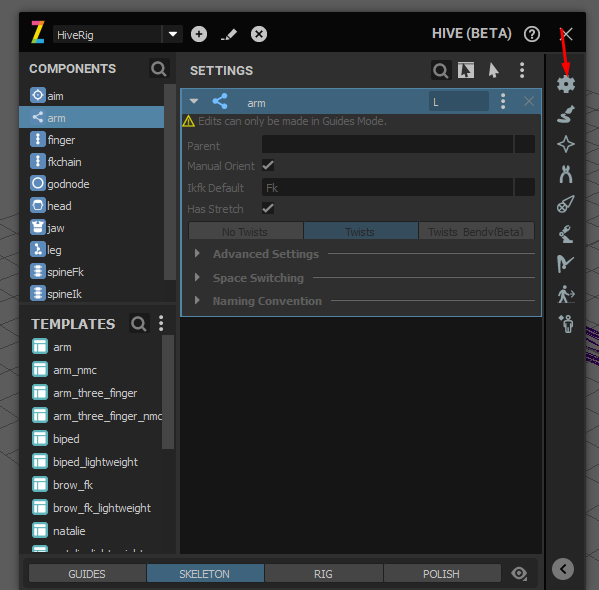 HiveRig
HIVE (BETA)
COMPONENTS
aim
arm
finger
fkchain
godnode
head
jaw
leg
spineFk
spineIk
TEMPLATES
arm
arm_nmc
arm_three_finger
arm_three_finger_nmc
biped
biped_lightweight
brow_fk
brow_fk_lightweight
natalie
natalie_lightweight
SETTINGS
arm
L
Edits can only be made in Guides Mode.
Parent
Manual Orient
Ikfk Default
Fk
Has Stretch
No Twists
Twists
Twists Bendy(Beta)
Advanced Settings
Space Switching
Naming Convention
GUIDES
SKELETON
RIG
POLISH